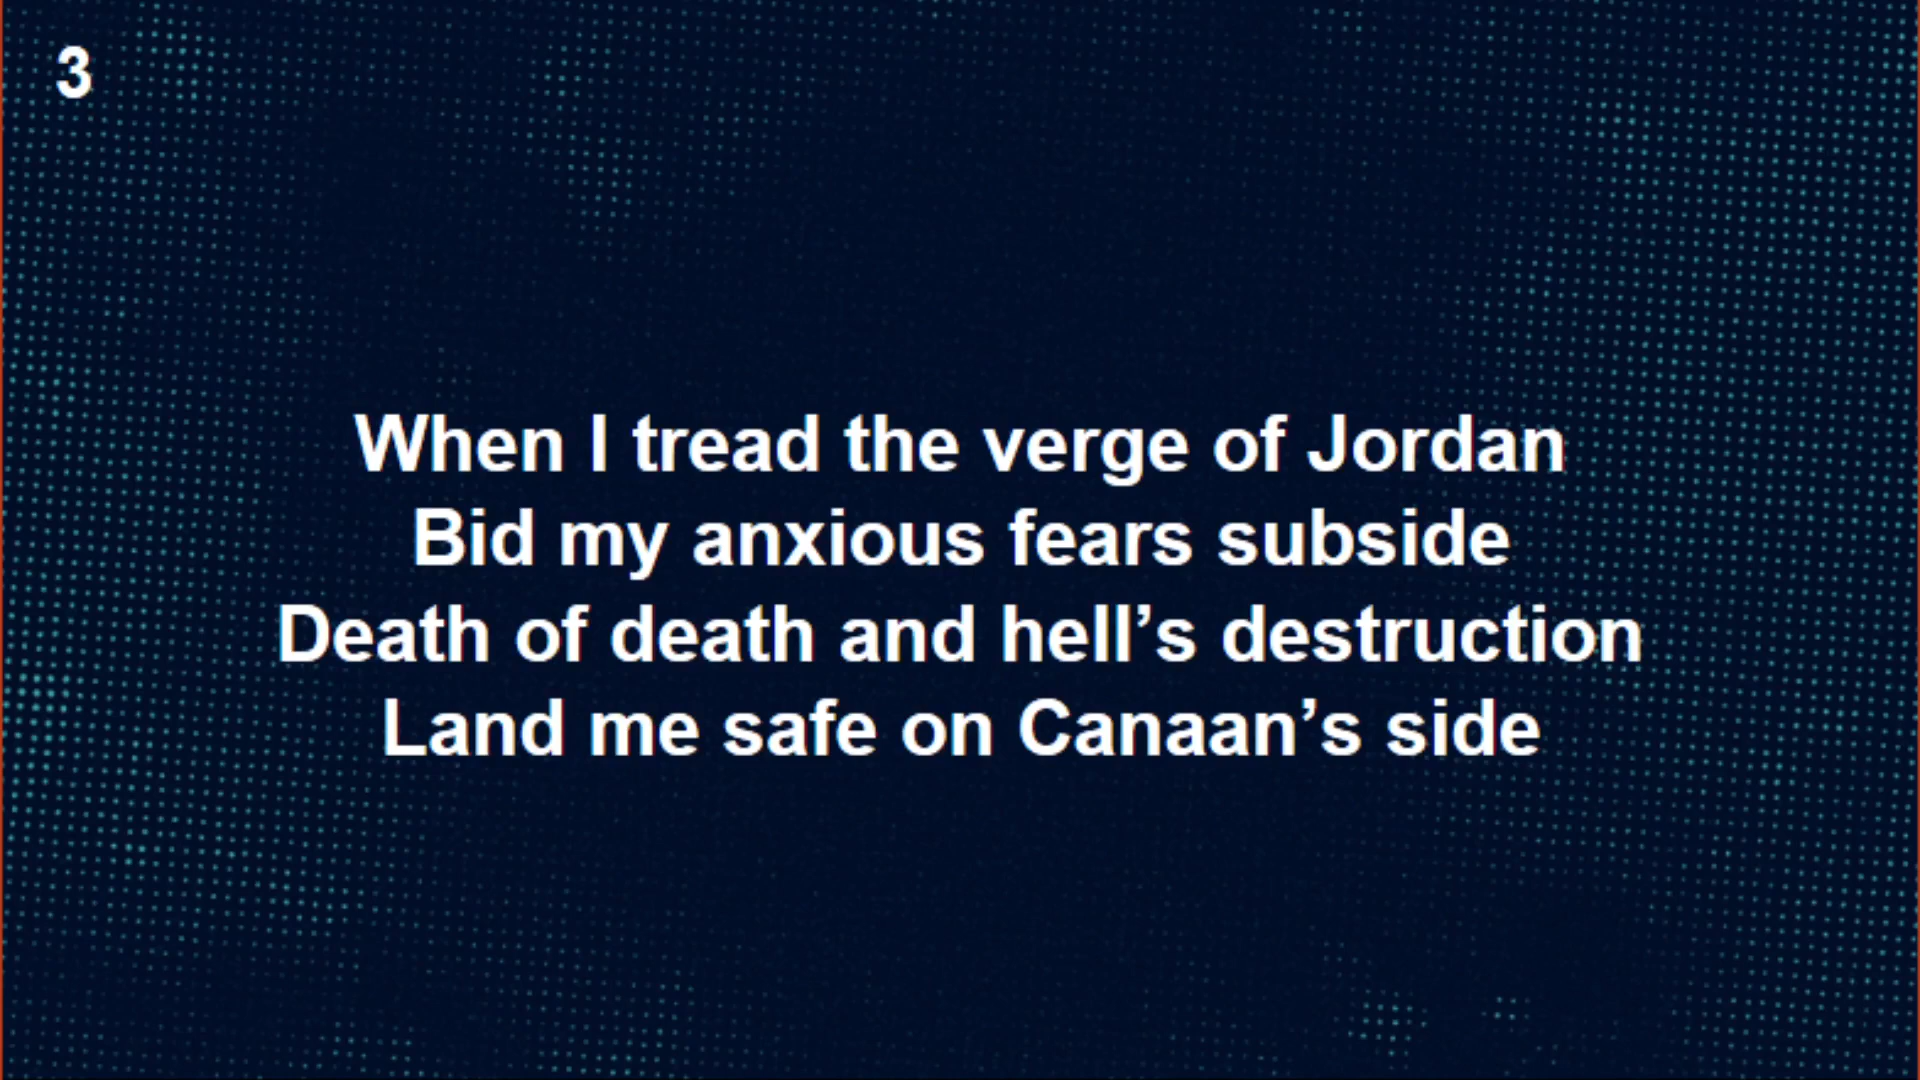 3
When I tread the verge of Jordan
Bid my anxious fears subside
Death of death and hell’s destruction
Land me safe on Canaan’s side